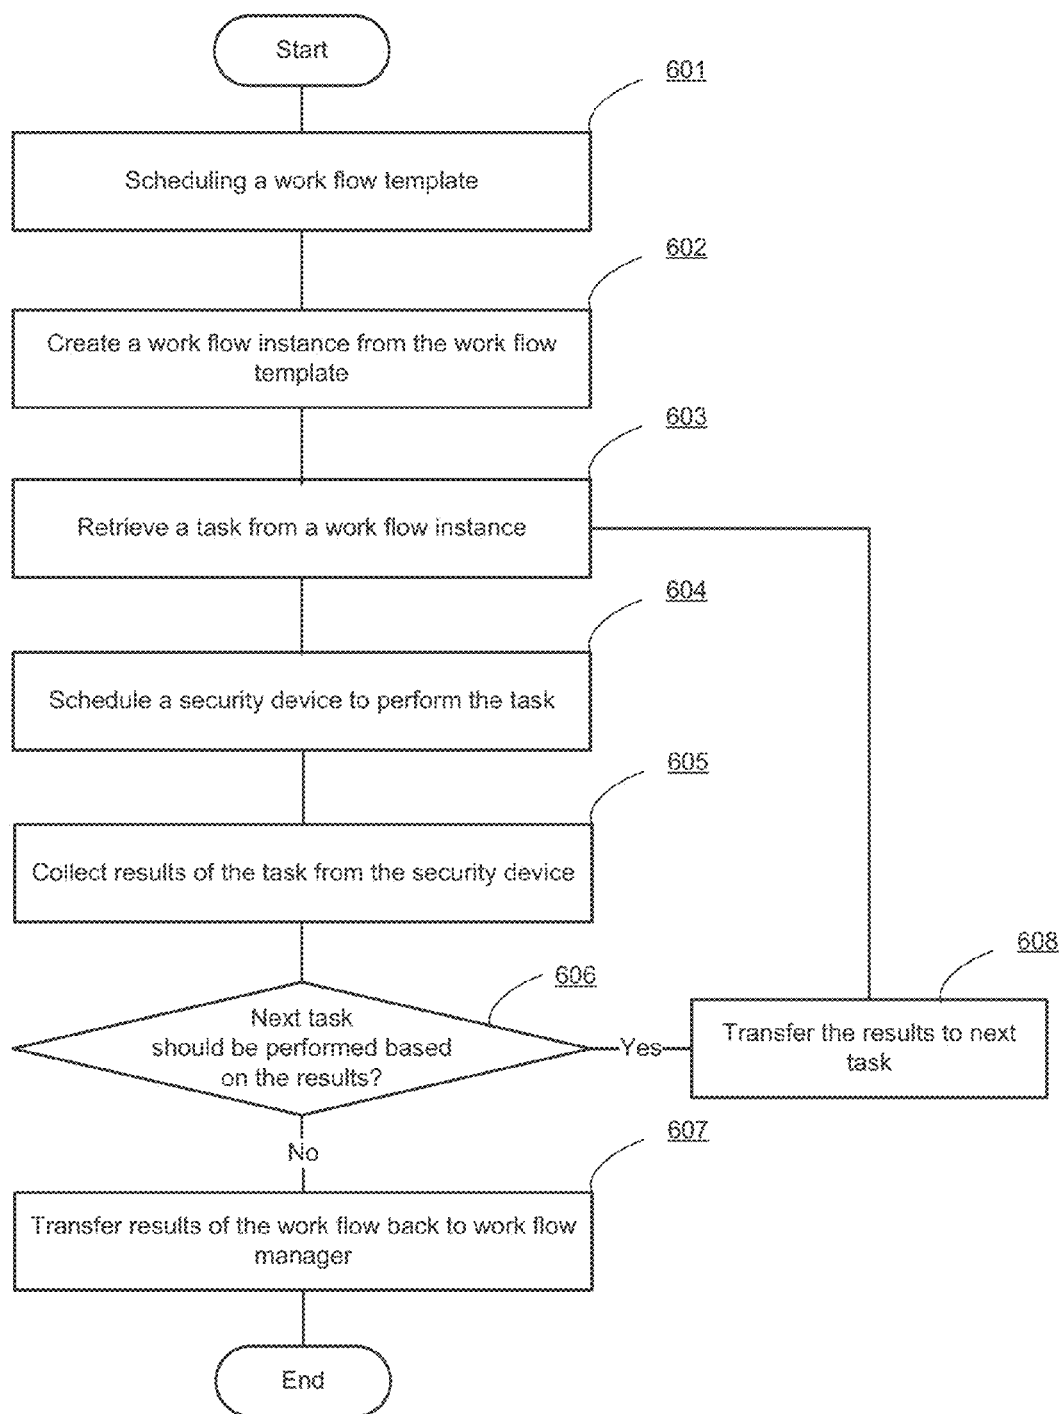 Start
601
Scheduling a work flow template
602
Create a work flow instance from the work flow
template
603
Retrieve a task from a work flow instance
604
Schedule a security device to perform the task
605
Collect results of the task from the security device
606
Next task
should be performed based
on the results?
Yes
608
Transfer the results to next
task
No
607
Transfer results of the work flow back to work flow
manager
End